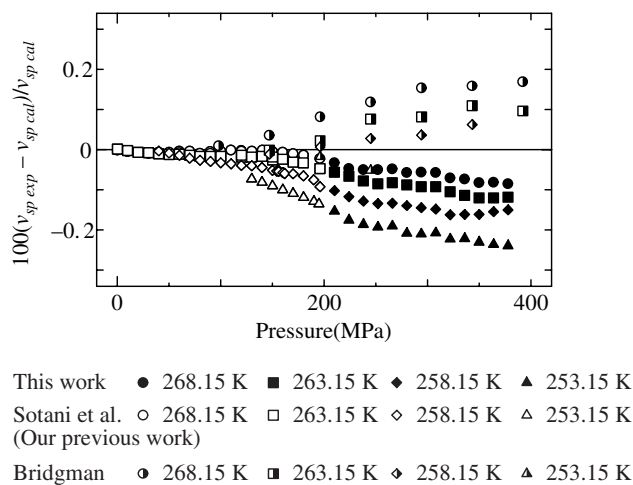 100(v_sp exp − v_sp cal)/v_sp cal
0.2
0
−0.2
0 200 400
Pressure(MPa)
This work ● 268.15 K ■ 263.15 K ◆ 258.15 K ▲ 253.15 K
Sotani et al. ○ 268.15 K □ 263.15 K ◇ 258.15 K △ 253.15 K
(Our previous work)
Bridgman ◑ 268.15 K ◨ 263.15 K ⬗ 258.15 K ◮ 253.15 K